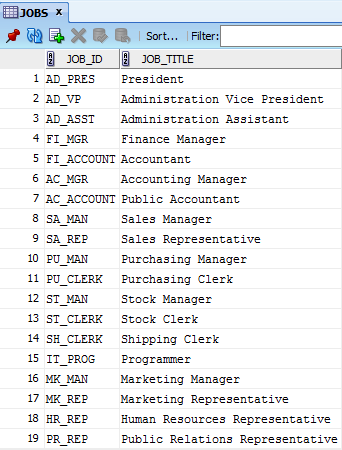 JOBS x
Sort... Filter:
JOB_ID JOB_TITLE
1 AD_PRES President
2 AD_VP Administration Vice President
3 AD_ASST Administration Assistant
4 FI_MGR Finance Manager
5 FI_ACCOUNT Accountant
6 AC_MGR Accounting Manager
7 AC_ACCOUNT Public Accountant
8 SA_MAN Sales Manager
9 SA_REP Sales Representative
10 PU_MAN Purchasing Manager
11 PU_CLERK Purchasing Clerk
12 ST_MAN Stock Manager
13 ST_CLERK Stock Clerk
14 SH_CLERK Shipping Clerk
15 IT_PROG Programmer
16 MK_MAN Marketing Manager
17 MK_REP Marketing Representative
18 HR_REP Human Resources Representative
19 PR_REP Public Relations Representative